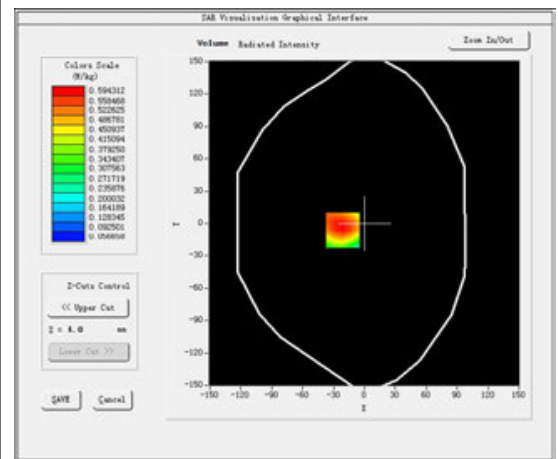 SAR Visualisation Graphical Interface
Volume Radiated Intensity
Zoom In/Out
Colors Scale
(W/kg)
0.594312
0.558468
0.522625
0.486781
0.450937
0.415094
0.379250
0.343407
0.307563
0.271719
0.235876
0.200032
0.164189
0.128345
0.092501
0.056658
Z-Cuts Control
<< Upper Cut
Z = 4.0 mm
Lower Cut >>
SAVE
Cancel
150
120
90
60
30
0
-30
-60
-90
-120
-150
Y
-150 -120 -90 -60 -30 0 30 60 90 120 150
X